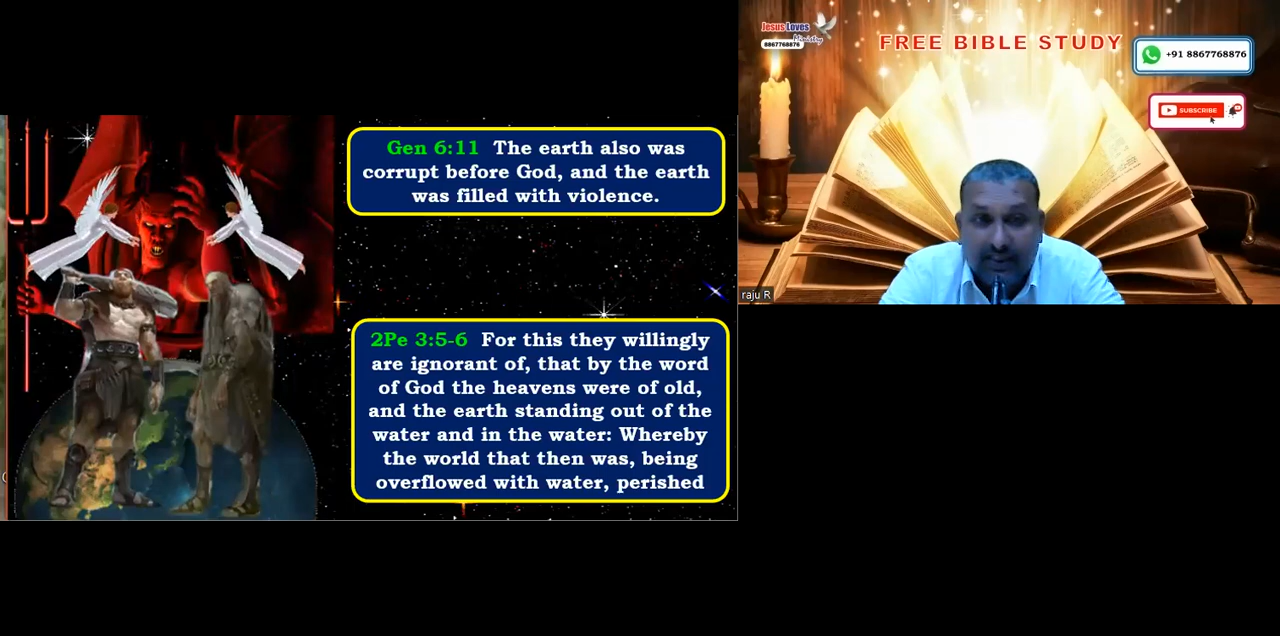 Gen 6:11 The earth also was
corrupt before God, and the earth
was filled with violence.
2Pe 3:5-6 For this they willingly
are ignorant of, that by the word
of God the heavens were of old,
and the earth standing out of the
water and in the water: Whereby
the world that then was, being
overflowed with water, perished
Jesus Loves
Ministry
8867768876
FREE BIBLE STUDY
+91 8867768876
SUBSCRIBE
raju R